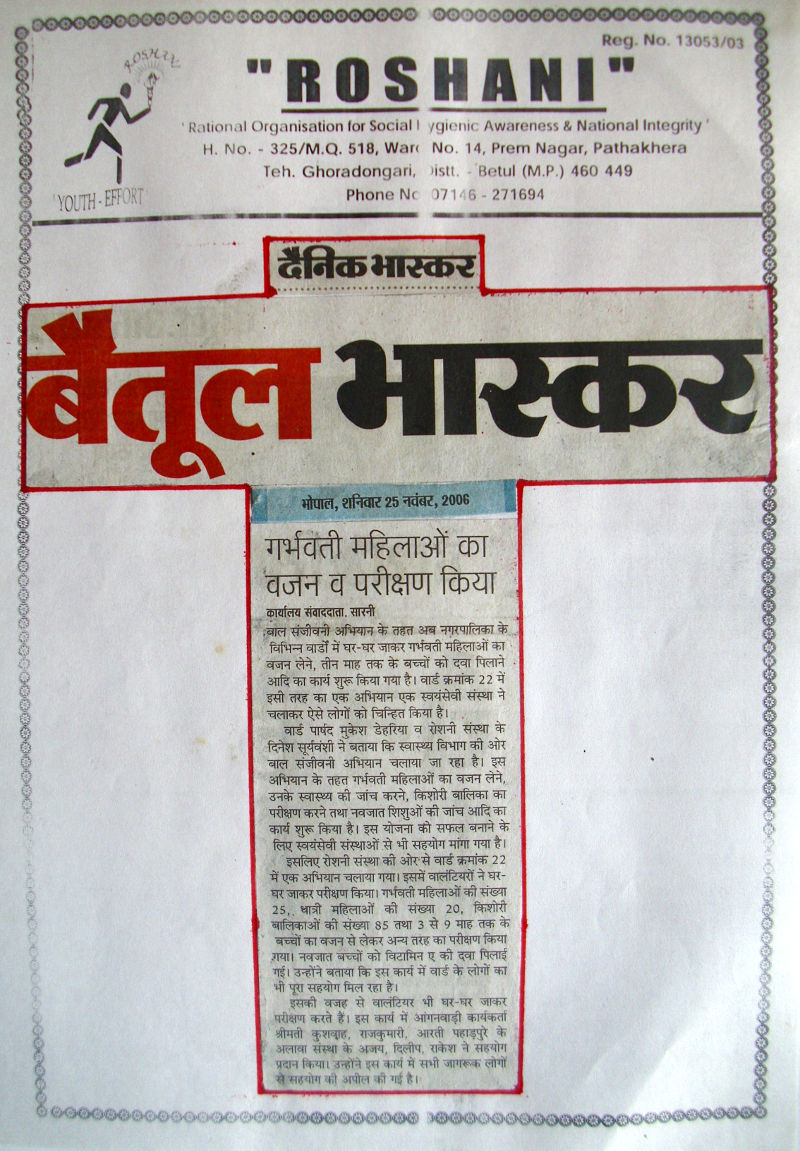 Reg. No. 13053/03
ROSHANI
"ROSHANI"
'Rational Organisation for Social Hygienic Awareness & National Integrity'
H. No. - 325/M.Q. 518, Ward No. 14, Prem Nagar, Pathakhera
Teh. Ghoradongari, Distt. - Betul (M.P.) 460 449
'YOUTH - EFFORT
Phone No 07146 - 271694
दैनिक भास्कर
बैतूल भास्कर
भोपाल, शनिवार 25 नवंबर, 2006
गर्भवती महिलाओं का
वजन व परीक्षण किया
कार्यालय संवाददाता. सारनी
बाल संजीवनी अभियान के तहत अब नगरपालिका के
विभिन्न वार्डों में घर-घर जाकर गर्भवती महिलाओं का
वजन लेने, तीन माह तक के बच्चों को दवा पिलाने
आदि का कार्य शुरू किया गया है। वार्ड क्रमांक 22 में
इसी तरह का एक अभियान एक स्वयंसेवी संस्था ने
चलाकर ऐसे लोगों को चिन्हित किया है।
वार्ड पार्षद मुकेश डेहरिया व रोशनी संस्था के
दिनेश सूर्यवंशी ने बताया कि स्वास्थ्य विभाग की ओर
बाल संजीवनी अभियान चलाया जा रहा है। इस
अभियान के तहत गर्भवती महिलाओं का वजन लेने,
उनके स्वास्थ्य की जांच करने, किशोरी बालिका का
परीक्षण करने तथा नवजात शिशुओं की जांच आदि का
कार्य शुरू किया है। इस योजना को सफल बनाने के
लिए स्वयंसेवी संस्थाओं से भी सहयोग मांगा गया है।
इसलिए रोशनी संस्था की ओर से वार्ड क्रमांक 22
में एक अभियान चलाया गया। इसमें वालंटियरों ने घर-
घर जाकर परीक्षण किया। गर्भवती महिलाओं की संख्या
25, धात्री महिलाओं की संख्या 20, किशोरी
बालिकाओं की संख्या 85 तथा 3 से 9 माह तक के
बच्चों का वजन से लेकर अन्य तरह का परीक्षण किया
गया। नवजात बच्चों को विटामिन ए की दवा पिलाई
गई। उन्होंने बताया कि इस कार्य में वार्ड के लोगों का
भी पूरा सहयोग मिल रहा है।
इसकी वजह से वालंटियर भी घर-घर जाकर
परीक्षण करते हैं। इस कार्य में आंगनवाड़ी कार्यकर्ता
श्रीमती कुशवाह, राजकुमारी, आरती पहाड़पुरे के
अलावा संस्था के अजय, दिलीप, राकेश ने सहयोग
प्रदान किया। उन्होंने इस कार्य में सभी जागरूक लोगों
से सहयोग की अपील की गई है।